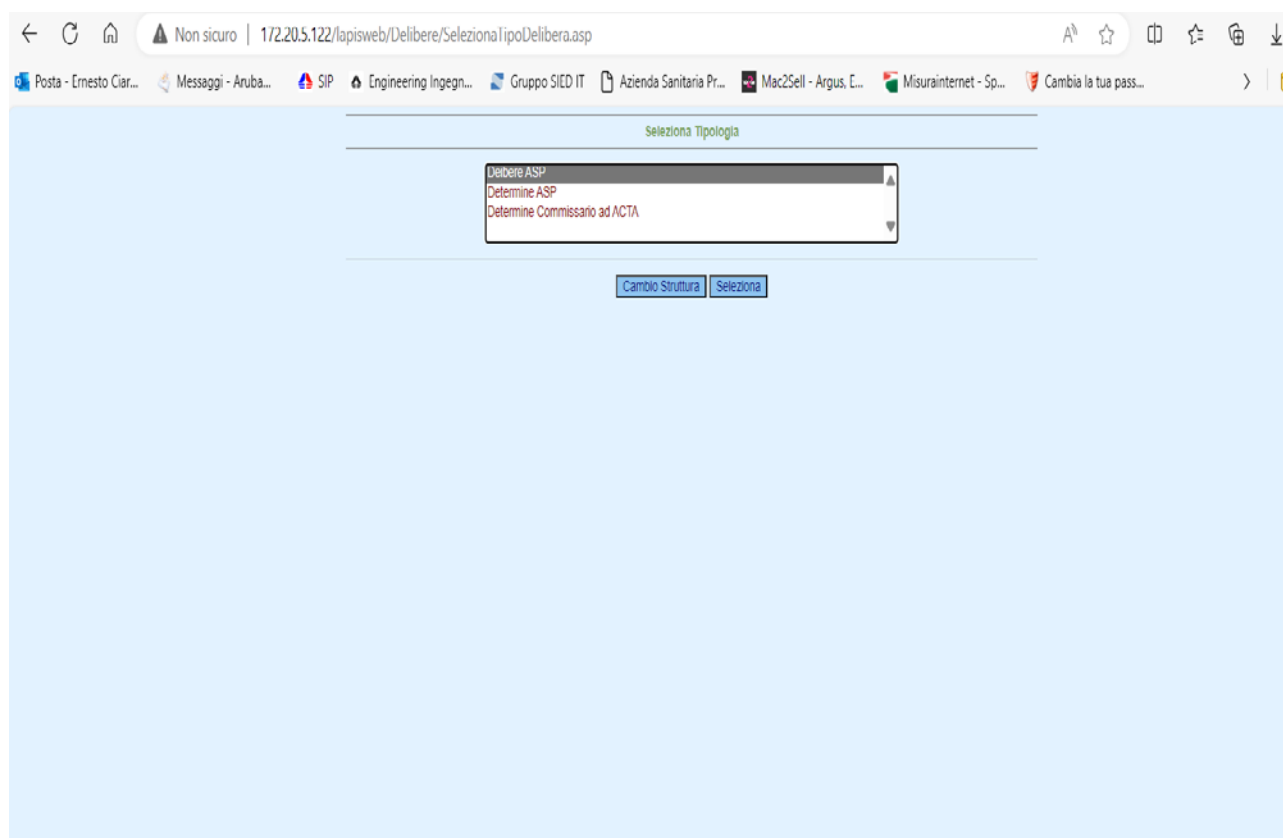 Non sicuro | 172.20.5.122/lapisweb/Delibere/SelezionaTipoDelibera.asp
Posta - Ernesto Ciar... Messaggi - Aruba... SIP Engineering Ingegn... Gruppo SIED IT Azienda Sanitaria Pr... Mac2Sell - Argus, E... Misurainternet - Sp... Cambia la tua pass...
Seleziona Tipologia
Delibere ASP
Determine ASP
Determine Commissario ad ACTA
Cambio Struttura Seleziona